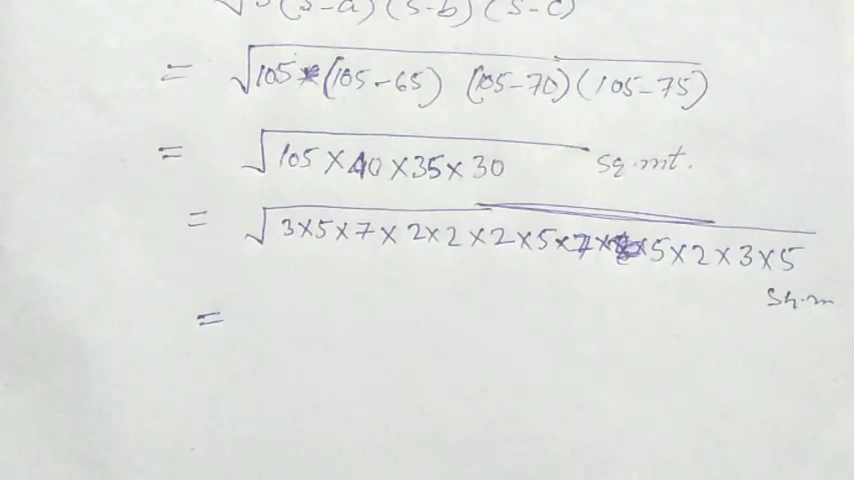 √s(s-a)(s-b)(s-c)
= √105×(105-65) (105-70)(105-75)
= √105×40×35×30 sq.mt.
= √3×5×7×2×2×2×5×7×5×2×3×5
sq.m
=